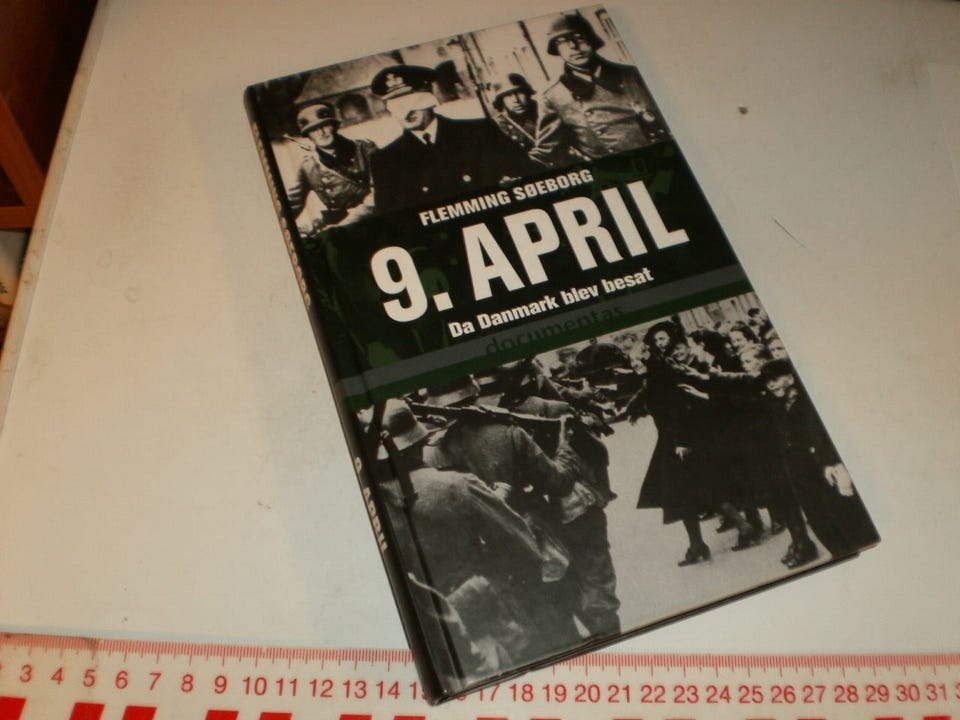 FLEMMING SØEBORG
9. APRIL
Da Danmark blev besat
documentas
9. APRIL
3 4 5 6 7 8 9 10 11 12 13 14 15 17 18 19 20 21 22 23 24 25 26 27 28 29 30 31